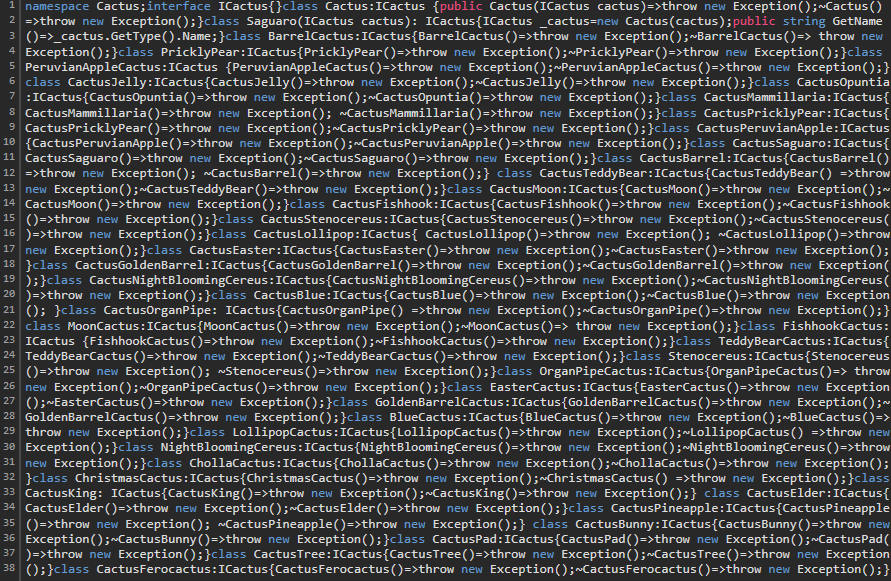 1 namespace Cactus;interface ICactus{}class Cactus:ICactus {public Cactus(ICactus cactus)=>throw new Exception();~Cactus()
2 =>throw new Exception();}class Saguaro(ICactus cactus): ICactus{ICactus _cactus=new Cactus(cactus);public string GetName
3 ()=>_cactus.GetType().Name;}class BarrelCactus:ICactus{BarrelCactus()=>throw new Exception();~BarrelCactus()=> throw new
4 Exception();}class PricklyPear:ICactus{PricklyPear()=>throw new Exception();~PricklyPear()=>throw new Exception();}class
5 PeruvianAppleCactus:ICactus {PeruvianAppleCactus()=>throw new Exception();~PeruvianAppleCactus()=>throw new Exception();}
6 class CactusJelly:ICactus{CactusJelly()=>throw new Exception();~CactusJelly()=>throw new Exception();}class CactusOpuntia
7 :ICactus{CactusOpuntia()=>throw new Exception();~CactusOpuntia()=>throw new Exception();}class CactusMammillaria:ICactus{
8 CactusMammillaria()=>throw new Exception(); ~CactusMammillaria()=>throw new Exception();}class CactusPricklyPear:ICactus{
9 CactusPricklyPear()=>throw new Exception();~CactusPricklyPear()=>throw new Exception();}class CactusPeruvianApple:ICactus
10 {CactusPeruvianApple()=>throw new Exception();~CactusPeruvianApple()=>throw new Exception();}class CactusSaguaro:ICactus{
11 CactusSaguaro()=>throw new Exception();~CactusSaguaro()=>throw new Exception();}class CactusBarrel:ICactus{CactusBarrel()
12 =>throw new Exception(); ~CactusBarrel()=>throw new Exception();} class CactusTeddyBear:ICactus{CactusTeddyBear() =>throw
13 new Exception();~CactusTeddyBear()=>throw new Exception();}class CactusMoon:ICactus{CactusMoon()=>throw new Exception();~
14 CactusMoon()=>throw new Exception();}class CactusFishhook:ICactus{CactusFishhook()=>throw new Exception();~CactusFishhook
15 ()=>throw new Exception();}class CactusStenocereus:ICactus{CactusStenocereus()=>throw new Exception();~CactusStenocereus(
16 )=>throw new Exception();}class CactusLollipop:ICactus{ CactusLollipop()=>throw new Exception(); ~CactusLollipop()=>throw
17 new Exception();}class CactusEaster:ICactus{CactusEaster()=>throw new Exception();~CactusEaster()=>throw new Exception();
18 }class CactusGoldenBarrel:ICactus{CactusGoldenBarrel()=>throw new Exception();~CactusGoldenBarrel()=>throw new Exception(
19 );}class CactusNightBloomingCereus:ICactus{CactusNightBloomingCereus()=>throw new Exception();~CactusNightBloomingCereus(
20 )=>throw new Exception();}class CactusBlue:ICactus{CactusBlue()=>throw new Exception();~CactusBlue()=>throw new Exception
21 (); }class CactusOrganPipe: ICactus{CactusOrganPipe() =>throw new Exception();~CactusOrganPipe()=>throw new Exception();}
22 class MoonCactus:ICactus{MoonCactus()=>throw new Exception();~MoonCactus()=> throw new Exception();}class FishhookCactus:
23 ICactus {FishhookCactus()=>throw new Exception();~FishhookCactus()=>throw new Exception();}class TeddyBearCactus:ICactus{
24 TeddyBearCactus()=>throw new Exception();~TeddyBearCactus()=>throw new Exception();}class Stenocereus:ICactus{Stenocereus
25 ()=>throw new Exception(); ~Stenocereus()=>throw new Exception();}class OrganPipeCactus:ICactus{OrganPipeCactus()=> throw
26 new Exception();~OrganPipeCactus()=>throw new Exception();}class EasterCactus:ICactus{EasterCactus()=>throw new Exception
27 ();~EasterCactus()=>throw new Exception();}class GoldenBarrelCactus:ICactus{GoldenBarrelCactus()=>throw new Exception();~
28 GoldenBarrelCactus()=>throw new Exception();}class BlueCactus:ICactus{BlueCactus()=>throw new Exception();~BlueCactus()=>
29 throw new Exception();}class LollipopCactus:ICactus{LollipopCactus()=>throw new Exception();~LollipopCactus() =>throw new
30 Exception();}class NightBloomingCereus:ICactus{NightBloomingCereus()=>throw new Exception();~NightBloomingCereus()=>throw
31 new Exception();}class ChollaCactus:ICactus{ChollaCactus()=>throw new Exception();~ChollaCactus()=>throw new Exception();
32 }class ChristmasCactus:ICactus{ChristmasCactus()=>throw new Exception();~ChristmasCactus() =>throw new Exception();}class
33 CactusKing: ICactus{CactusKing()=>throw new Exception();~CactusKing()=>throw new Exception();} class CactusElder:ICactus{
34 CactusElder()=>throw new Exception();~CactusElder()=>throw new Exception();}class CactusPineapple:ICactus{CactusPineapple
35 ()=>throw new Exception(); ~CactusPineapple()=>throw new Exception();} class CactusBunny:ICactus{CactusBunny()=>throw new
36 Exception();~CactusBunny()=>throw new Exception();}class CactusPad:ICactus{CactusPad()=>throw new Exception();~CactusPad(
37 )=>throw new Exception();}class CactusTree:ICactus{CactusTree()=>throw new Exception();~CactusTree()=>throw new Exception
38 ();}class CactusFerocactus:ICactus{CactusFerocactus()=>throw new Exception();~CactusFerocactus()=>throw new Exception();}